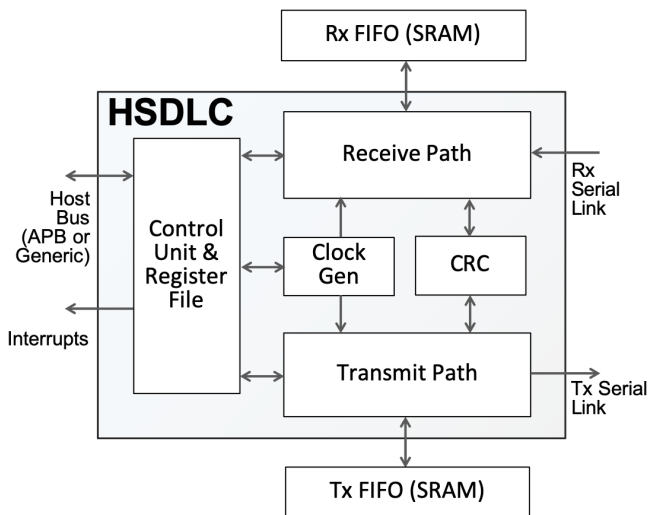 Rx FIFO (SRAM)
HSDLC
Receive Path
Rx
Serial
Link
Host
Bus
(APB or
Generic)
Control
Unit &
Register
File
Clock
Gen
CRC
Interrupts
Transmit Path
Tx Serial
Link
Tx FIFO (SRAM)